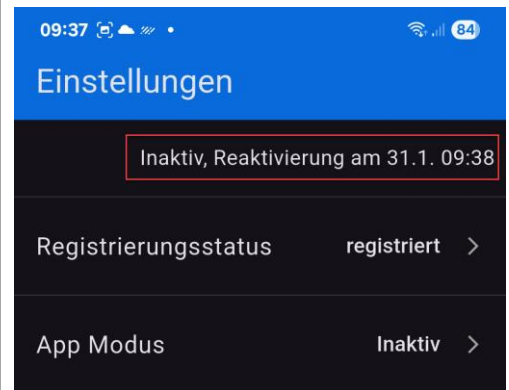 09:37
84
Einstellungen
Inaktiv, Reaktivierung am 31.1. 09:38
Registrierungsstatus registriert
App Modus Inaktiv